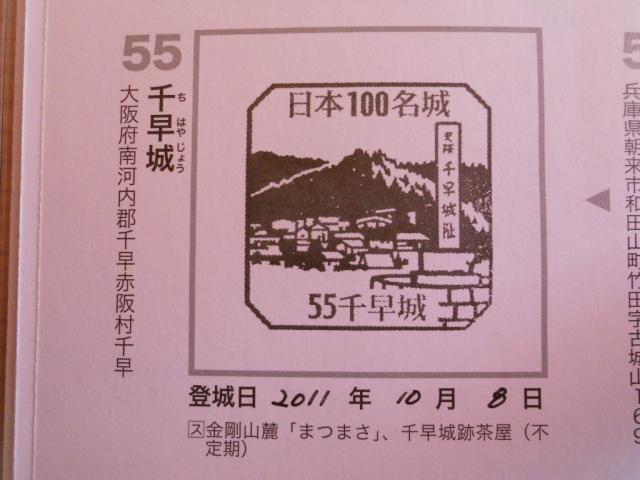 55
千早城
ち はやじょう
大阪府南河内郡千早赤阪村千早
日本100名城
史跡 千早城趾
55千早城
登城日 2011 年 10 月 8 日
ス 金剛山麓「まつまさ」、千早城跡茶屋（不
定期）
兵庫県朝来市和田山町竹田字古城山169